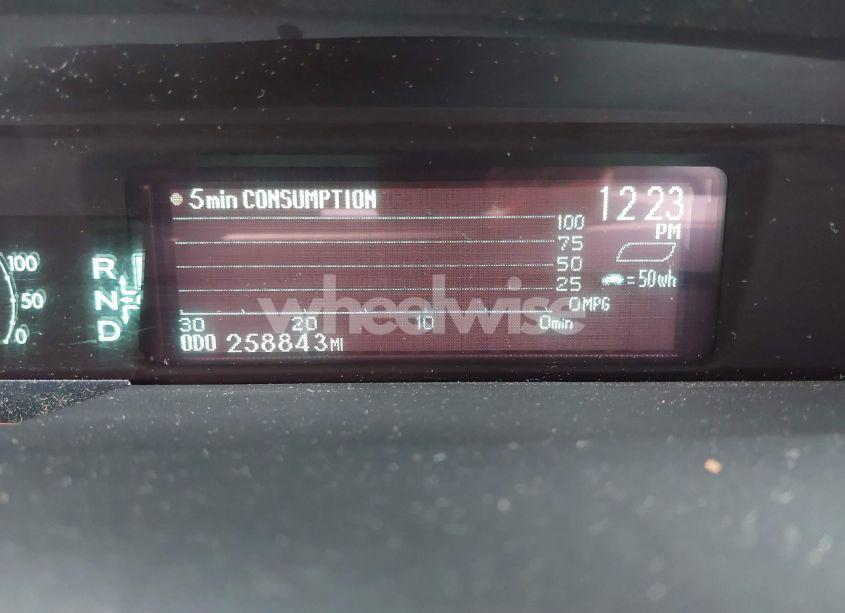 5min CONSUMPTION
12 23
PM
100
75
50
25
0MPG
= 50wh
30 20 10 0min
ODO 258843MI
100
50
0
R
N
D
wheelwise